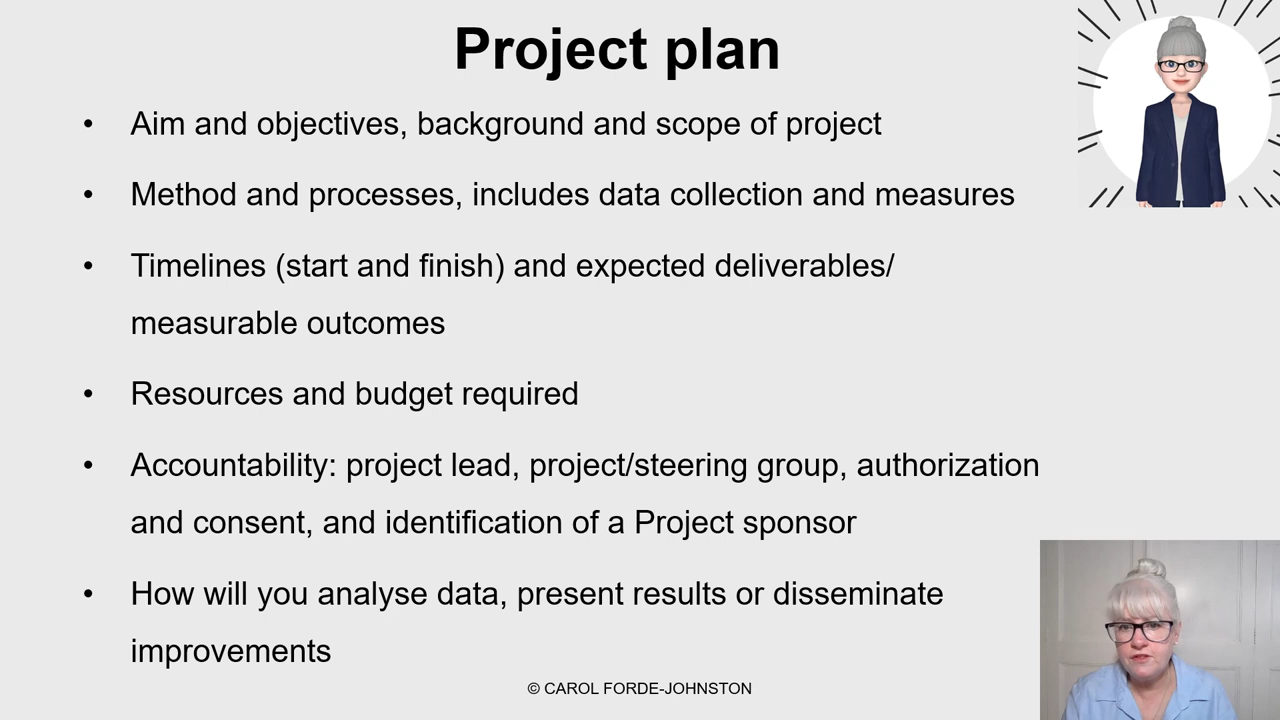 Project plan
• Aim and objectives, background and scope of project
• Method and processes, includes data collection and measures
• Timelines (start and finish) and expected deliverables/
measurable outcomes
• Resources and budget required
• Accountability: project lead, project/steering group, authorization
and consent, and identification of a Project sponsor
• How will you analyse data, present results or disseminate
improvements
© CAROL FORDE-JOHNSTON